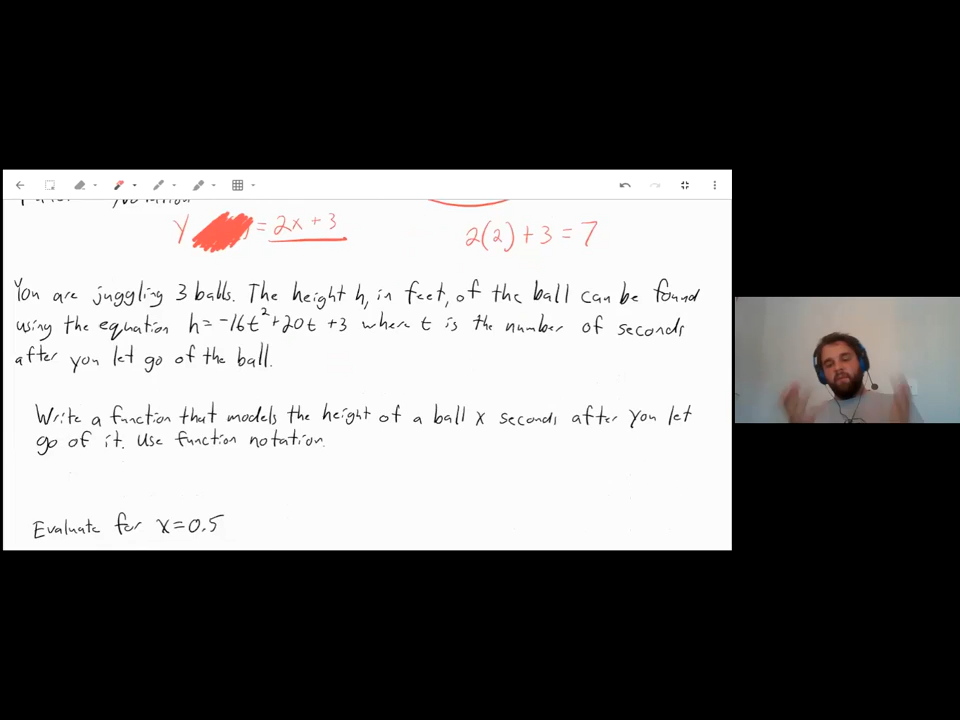 notation
y = 2x + 3
2(2) + 3 = 7
You are juggling 3 balls. The height h, in feet, of the ball can be found
using the equation h = -16t² + 20t + 3 where t is the number of seconds
after you let go of the ball.
Write a function that models the height of a ball x seconds after you let
go of it. Use function notation.
Evaluate for x = 0.5